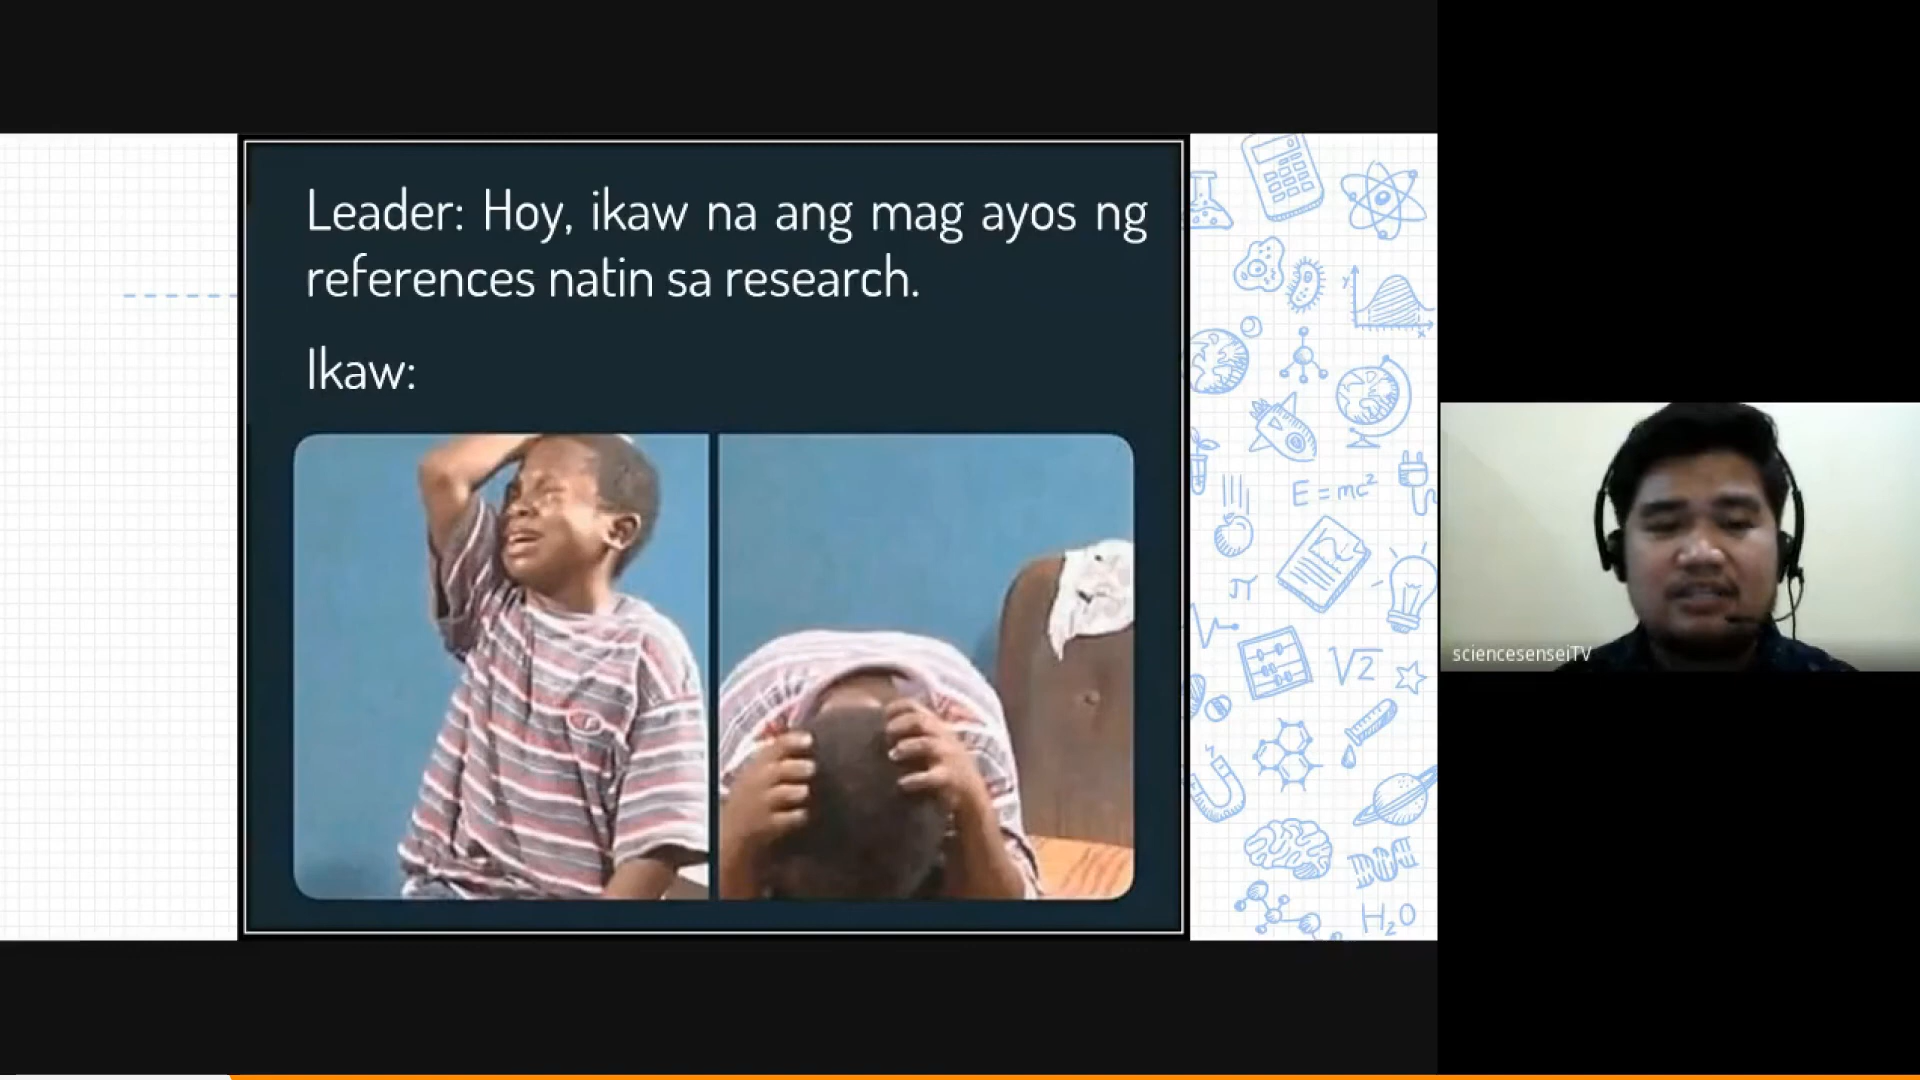 Leader: Hoy, ikaw na ang mag ayos ng
references natin sa research.
Ikaw:
E=mc²
π
√2
H₂O
y
x
sciencesenseiTV